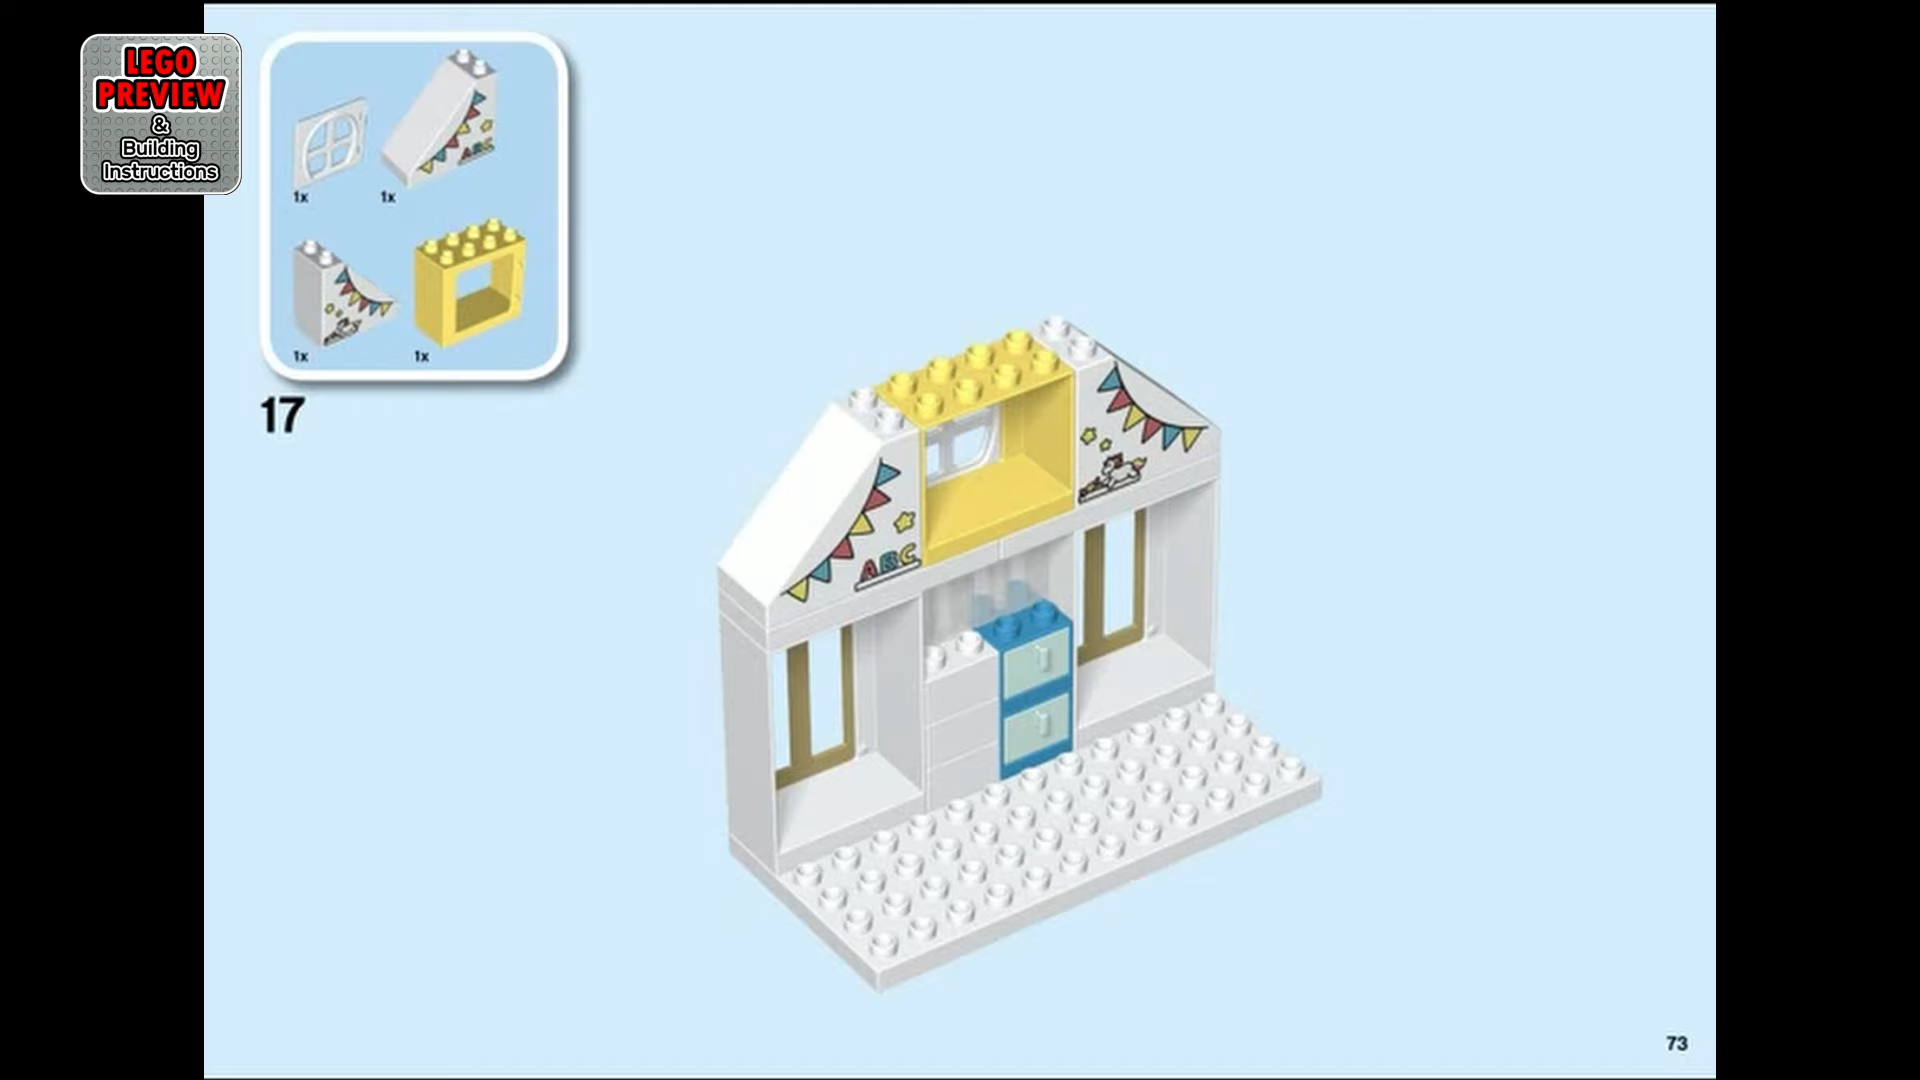 LEGO
PREVIEW
&
Building
Instructions
1x
1x
ABC
1x
1x
17
ABC
73